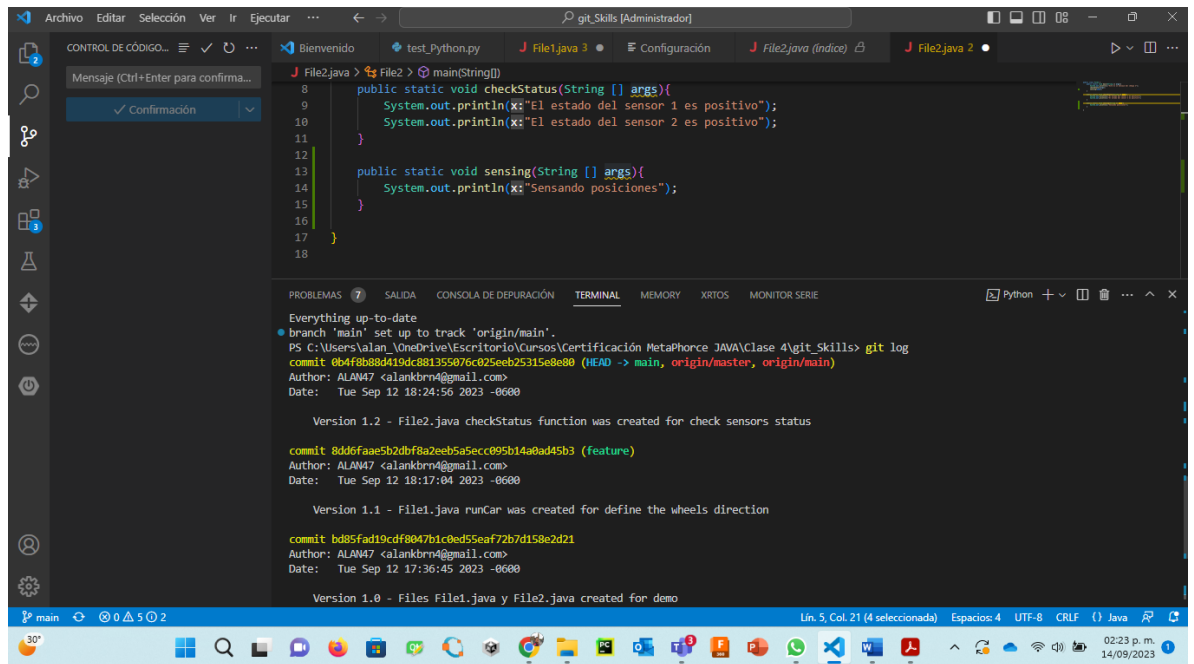 Archivo Editar Selección Ver Ir Ejecutar ··· git_Skills [Administrador]
CONTROL DE CÓDIGO... ···
Bienvenido test_Python.py J File1.java 3 Configuración J File2.java (Índice) J File2.java 2
Mensaje (Ctrl+Enter para confirma...
Confirmación
J File2.java > File2 > main(String[])
8 public static void checkStatus(String [] args){
9 System.out.println(x:"El estado del sensor 1 es positivo");
10 System.out.println(x:"El estado del sensor 2 es positivo");
11 }
12
13 public static void sensing(String [] args){
14 System.out.println(x:"Sensando posiciones");
15 }
16
17 }
18
PROBLEMAS 7 SALIDA CONSOLA DE DEPURACIÓN TERMINAL MEMORY XRTOS MONITOR SERIE Python
Everything up-to-date
branch 'main' set up to track 'origin/main'.
PS C:\Users\alan_\OneDrive\Escritorio\Cursos\Certificación MetaPhorce JAVA\Clase 4\git_Skills> git log
commit 0b4f8b88d419dc881355076c025eeb25315e8e80 (HEAD -> main, origin/master, origin/main)
Author: ALAN47 <alankbrn4@gmail.com>
Date: Tue Sep 12 18:24:56 2023 -0600
Version 1.2 - File2.java checkStatus function was created for check sensors status
commit 8dd6faae5b2dbf8a2eeb5a5ecc095b14a0ad45b3 (feature)
Author: ALAN47 <alankbrn4@gmail.com>
Date: Tue Sep 12 18:17:04 2023 -0600
Version 1.1 - File1.java runCar was created for define the wheels direction
commit bd85fad19cdf8047b1c0ed55eaf72b7d158e2d21
Author: ALAN47 <alankbrn4@gmail.com>
Date: Tue Sep 12 17:36:45 2023 -0600
Version 1.0 - Files File1.java y File2.java created for demo
main 0 5 2 Lín. 5, Col. 21 (4 seleccionada) Espacios: 4 UTF-8 CRLF {} Java
30° 02:23 p. m.
14/09/2023